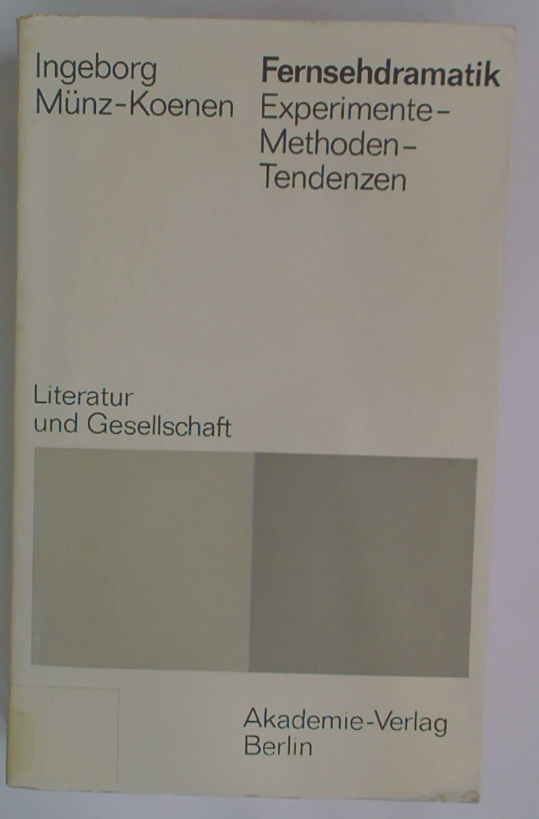 Ingeborg
Münz-Koenen
Fernsehdramatik
Experimente-
Methoden-
Tendenzen
Literatur
und Gesellschaft
Akademie-Verlag
Berlin